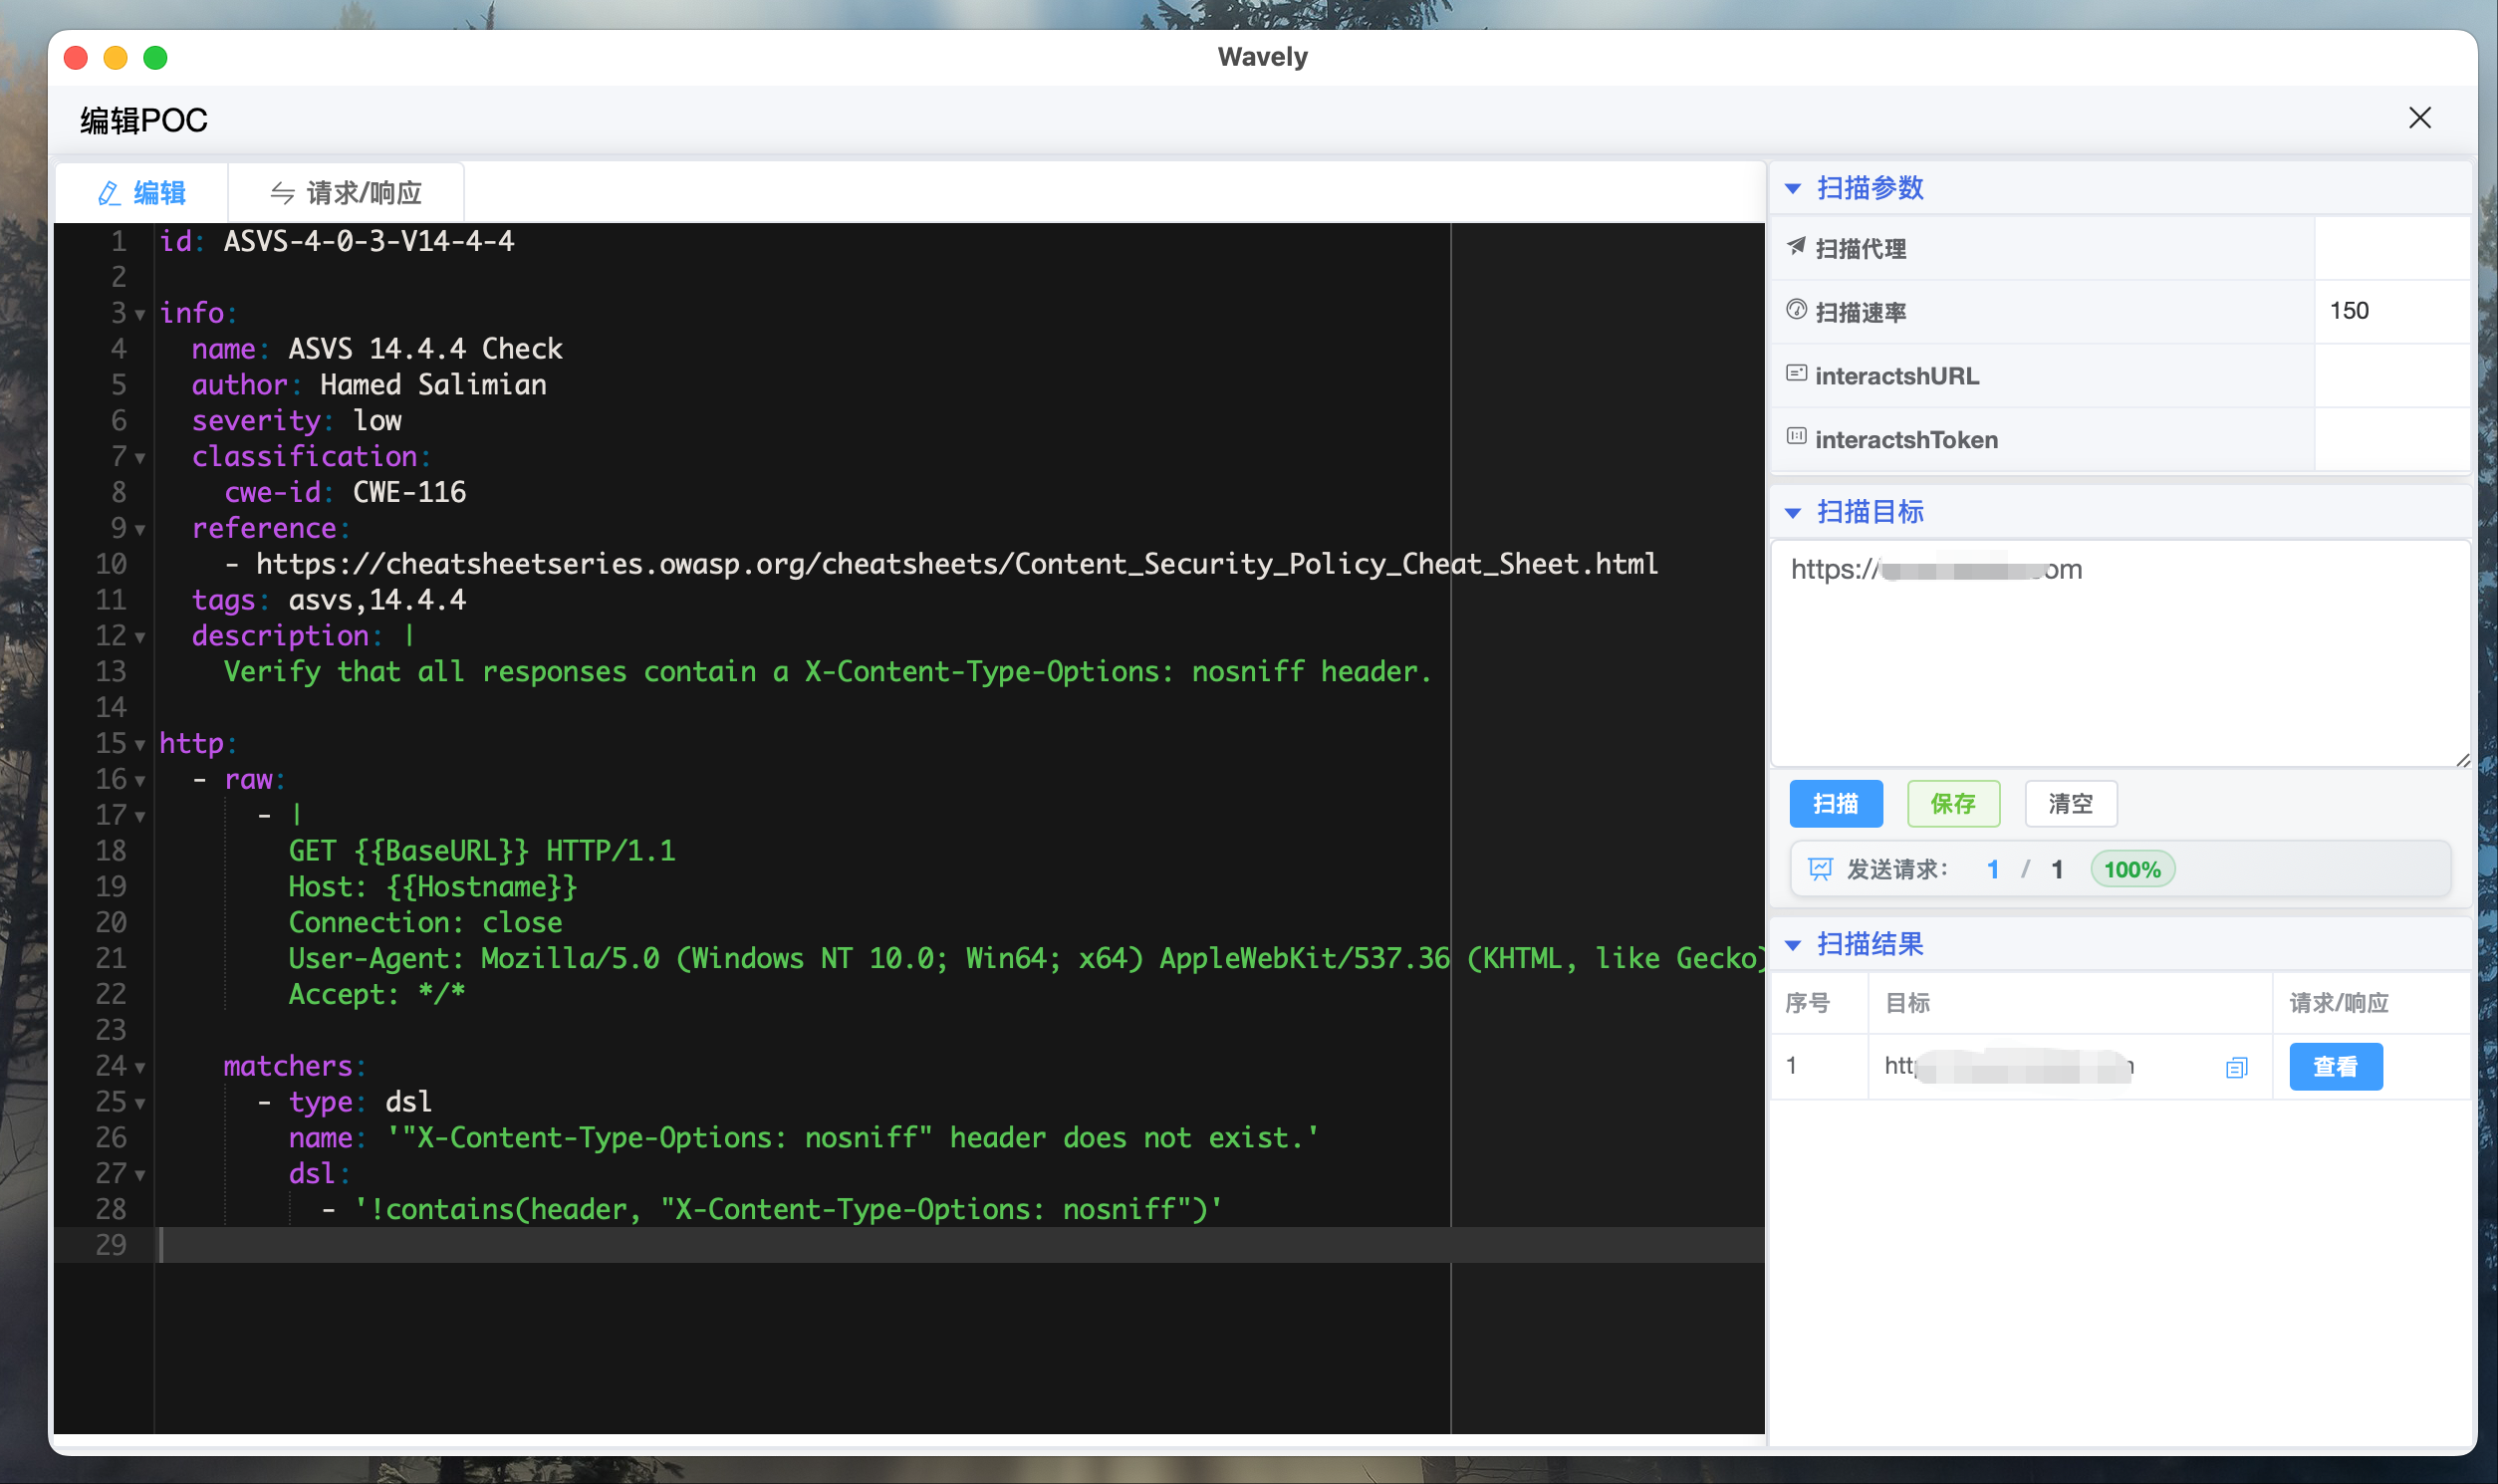 Wavely
编辑POC
编辑
请求/响应
1 id: ASVS-4-0-3-V14-4-4
2
3 info:
4 name: ASVS 14.4.4 Check
5 author: Hamed Salimian
6 severity: low
7 classification:
8 cwe-id: CWE-116
9 reference:
10 - https://cheatsheetseries.owasp.org/cheatsheets/Content_Security_Policy_Cheat_Sheet.html
11 tags: asvs,14.4.4
12 description: |
13 Verify that all responses contain a X-Content-Type-Options: nosniff header.
14
15 http:
16 - raw:
17 - |
18 GET {{BaseURL}} HTTP/1.1
19 Host: {{Hostname}}
20 Connection: close
21 User-Agent: Mozilla/5.0 (Windows NT 10.0; Win64; x64) AppleWebKit/537.36 (KHTML, like Gecko)
22 Accept: */*
23
24 matchers:
25 - type: dsl
26 name: '"X-Content-Type-Options: nosniff" header does not exist.'
27 dsl:
28 - '!contains(header, "X-Content-Type-Options: nosniff")'
29
扫描参数
扫描代理
扫描速率 150
interactshURL
interactshToken
扫描目标
https:// om
扫描 保存 清空
发送请求: 1 / 1 100%
扫描结果
序号 目标 请求/响应
1 htt 查看